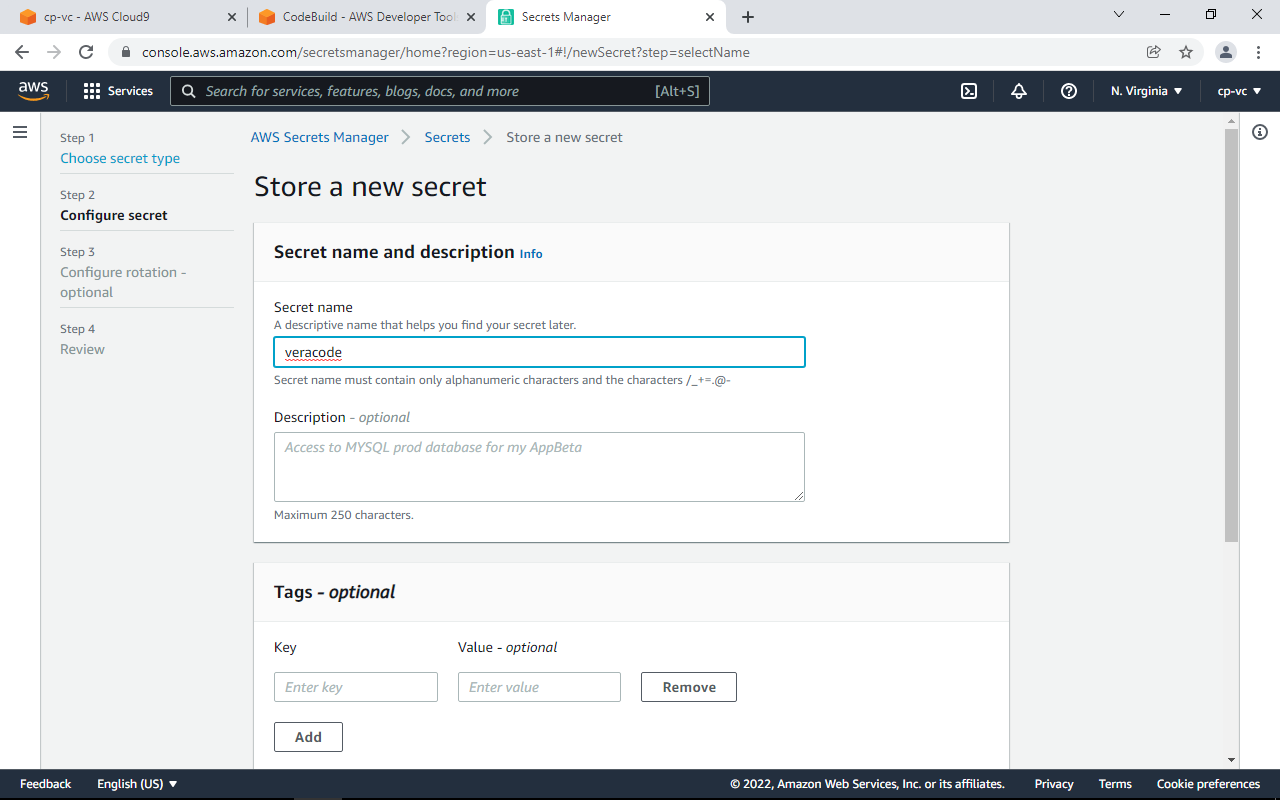 cp-vc - AWS Cloud9
CodeBuild - AWS Developer Tool
Secrets Manager
console.aws.amazon.com/secretsmanager/home?region=us-east-1#!/newSecret?step=selectName
aws
Services
Search for services, features, blogs, docs, and more
[Alt+S]
N. Virginia
cp-vc
Step 1
Choose secret type
Step 2
Configure secret
Step 3
Configure rotation -
optional
Step 4
Review
AWS Secrets Manager
Secrets
Store a new secret
Store a new secret
Secret name and description Info
Secret name
A descriptive name that helps you find your secret later.
veracode
Secret name must contain only alphanumeric characters and the characters /_+=.@-
Description - optional
Access to MYSQL prod database for my AppBeta
Maximum 250 characters.
Tags - optional
Key
Value - optional
Enter key
Enter value
Remove
Add
Feedback
English (US)
© 2022, Amazon Web Services, Inc. or its affiliates.
Privacy
Terms
Cookie preferences